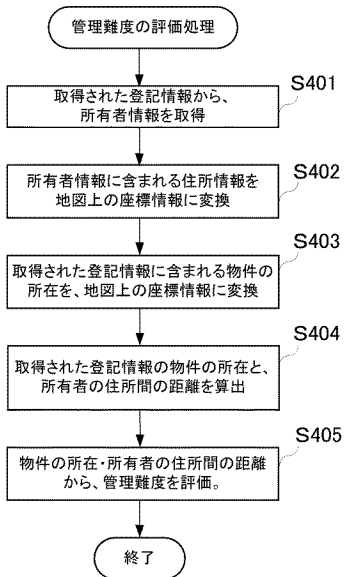 管理難度の評価処理
S401
取得された登記情報から、
所有者情報を取得
S402
所有者情報に含まれる住所情報を
地図上の座標情報に変換
S403
取得された登記情報に含まれる物件の
所在を、地図上の座標情報に変換
S404
取得された登記情報の物件の所在と、
所有者の住所間の距離を算出
S405
物件の所在・所有者の住所間の距離
から、管理難度を評価。
終了